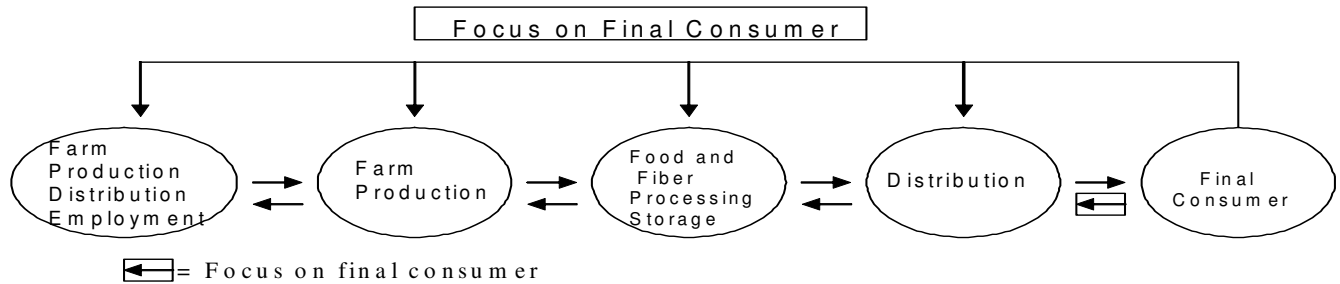 Focus on Final Consumer
Farm
Production
Distribution
Employment
Farm
Production
Food and
Fiber
Processing
Storage
Distribution
Final
Consumer
= Focus on final consumer